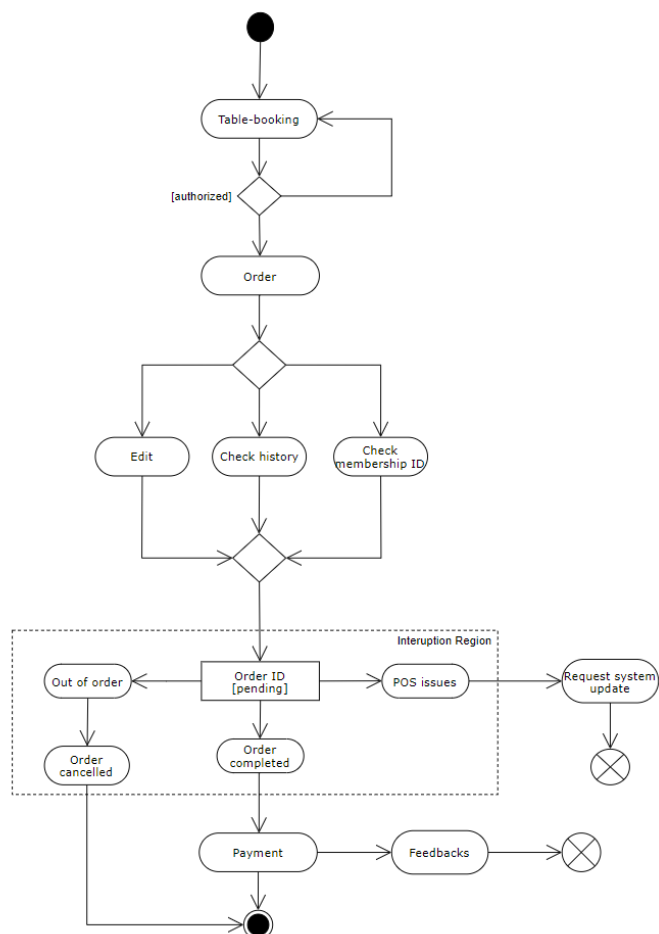 Table-booking
[authorized]
Order
Edit
Check history
Check
membership ID
Interuption Region
Out of order
Order ID
[pending]
POS issues
Request system
update
Order
cancelled
Order
completed
Payment
Feedbacks